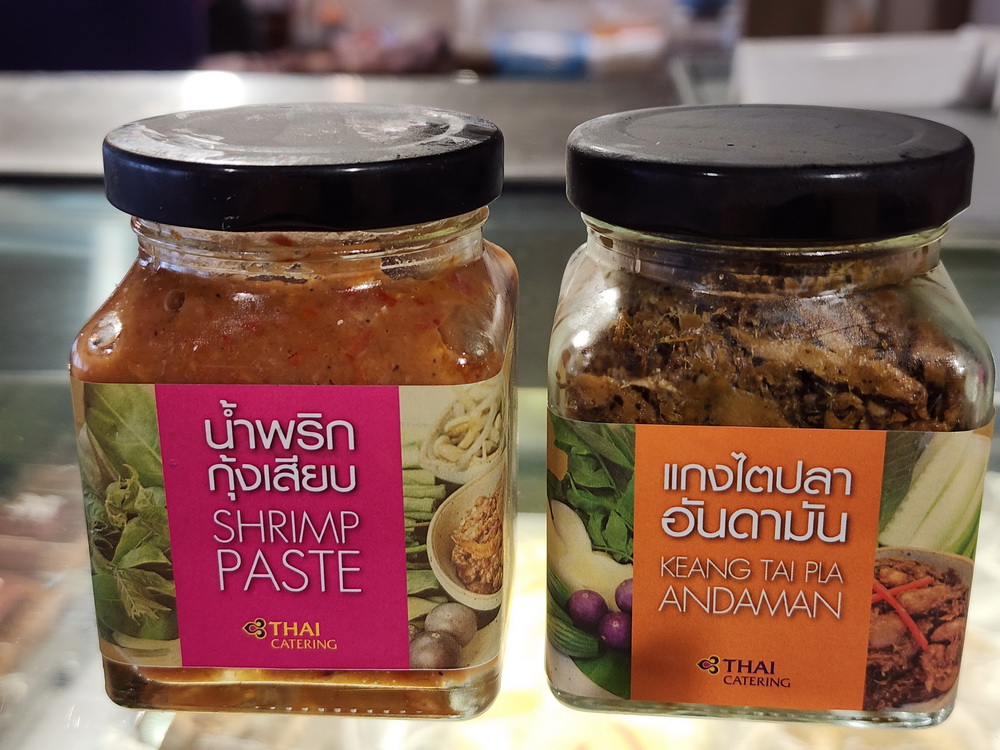 น้ำพริก
กุ้งเสียบ
SHRIMP
PASTE
THAI
CATERING
แกงไตปลา
อันดามัน
KEANG TAI PLA
ANDAMAN
THAI
CATERING